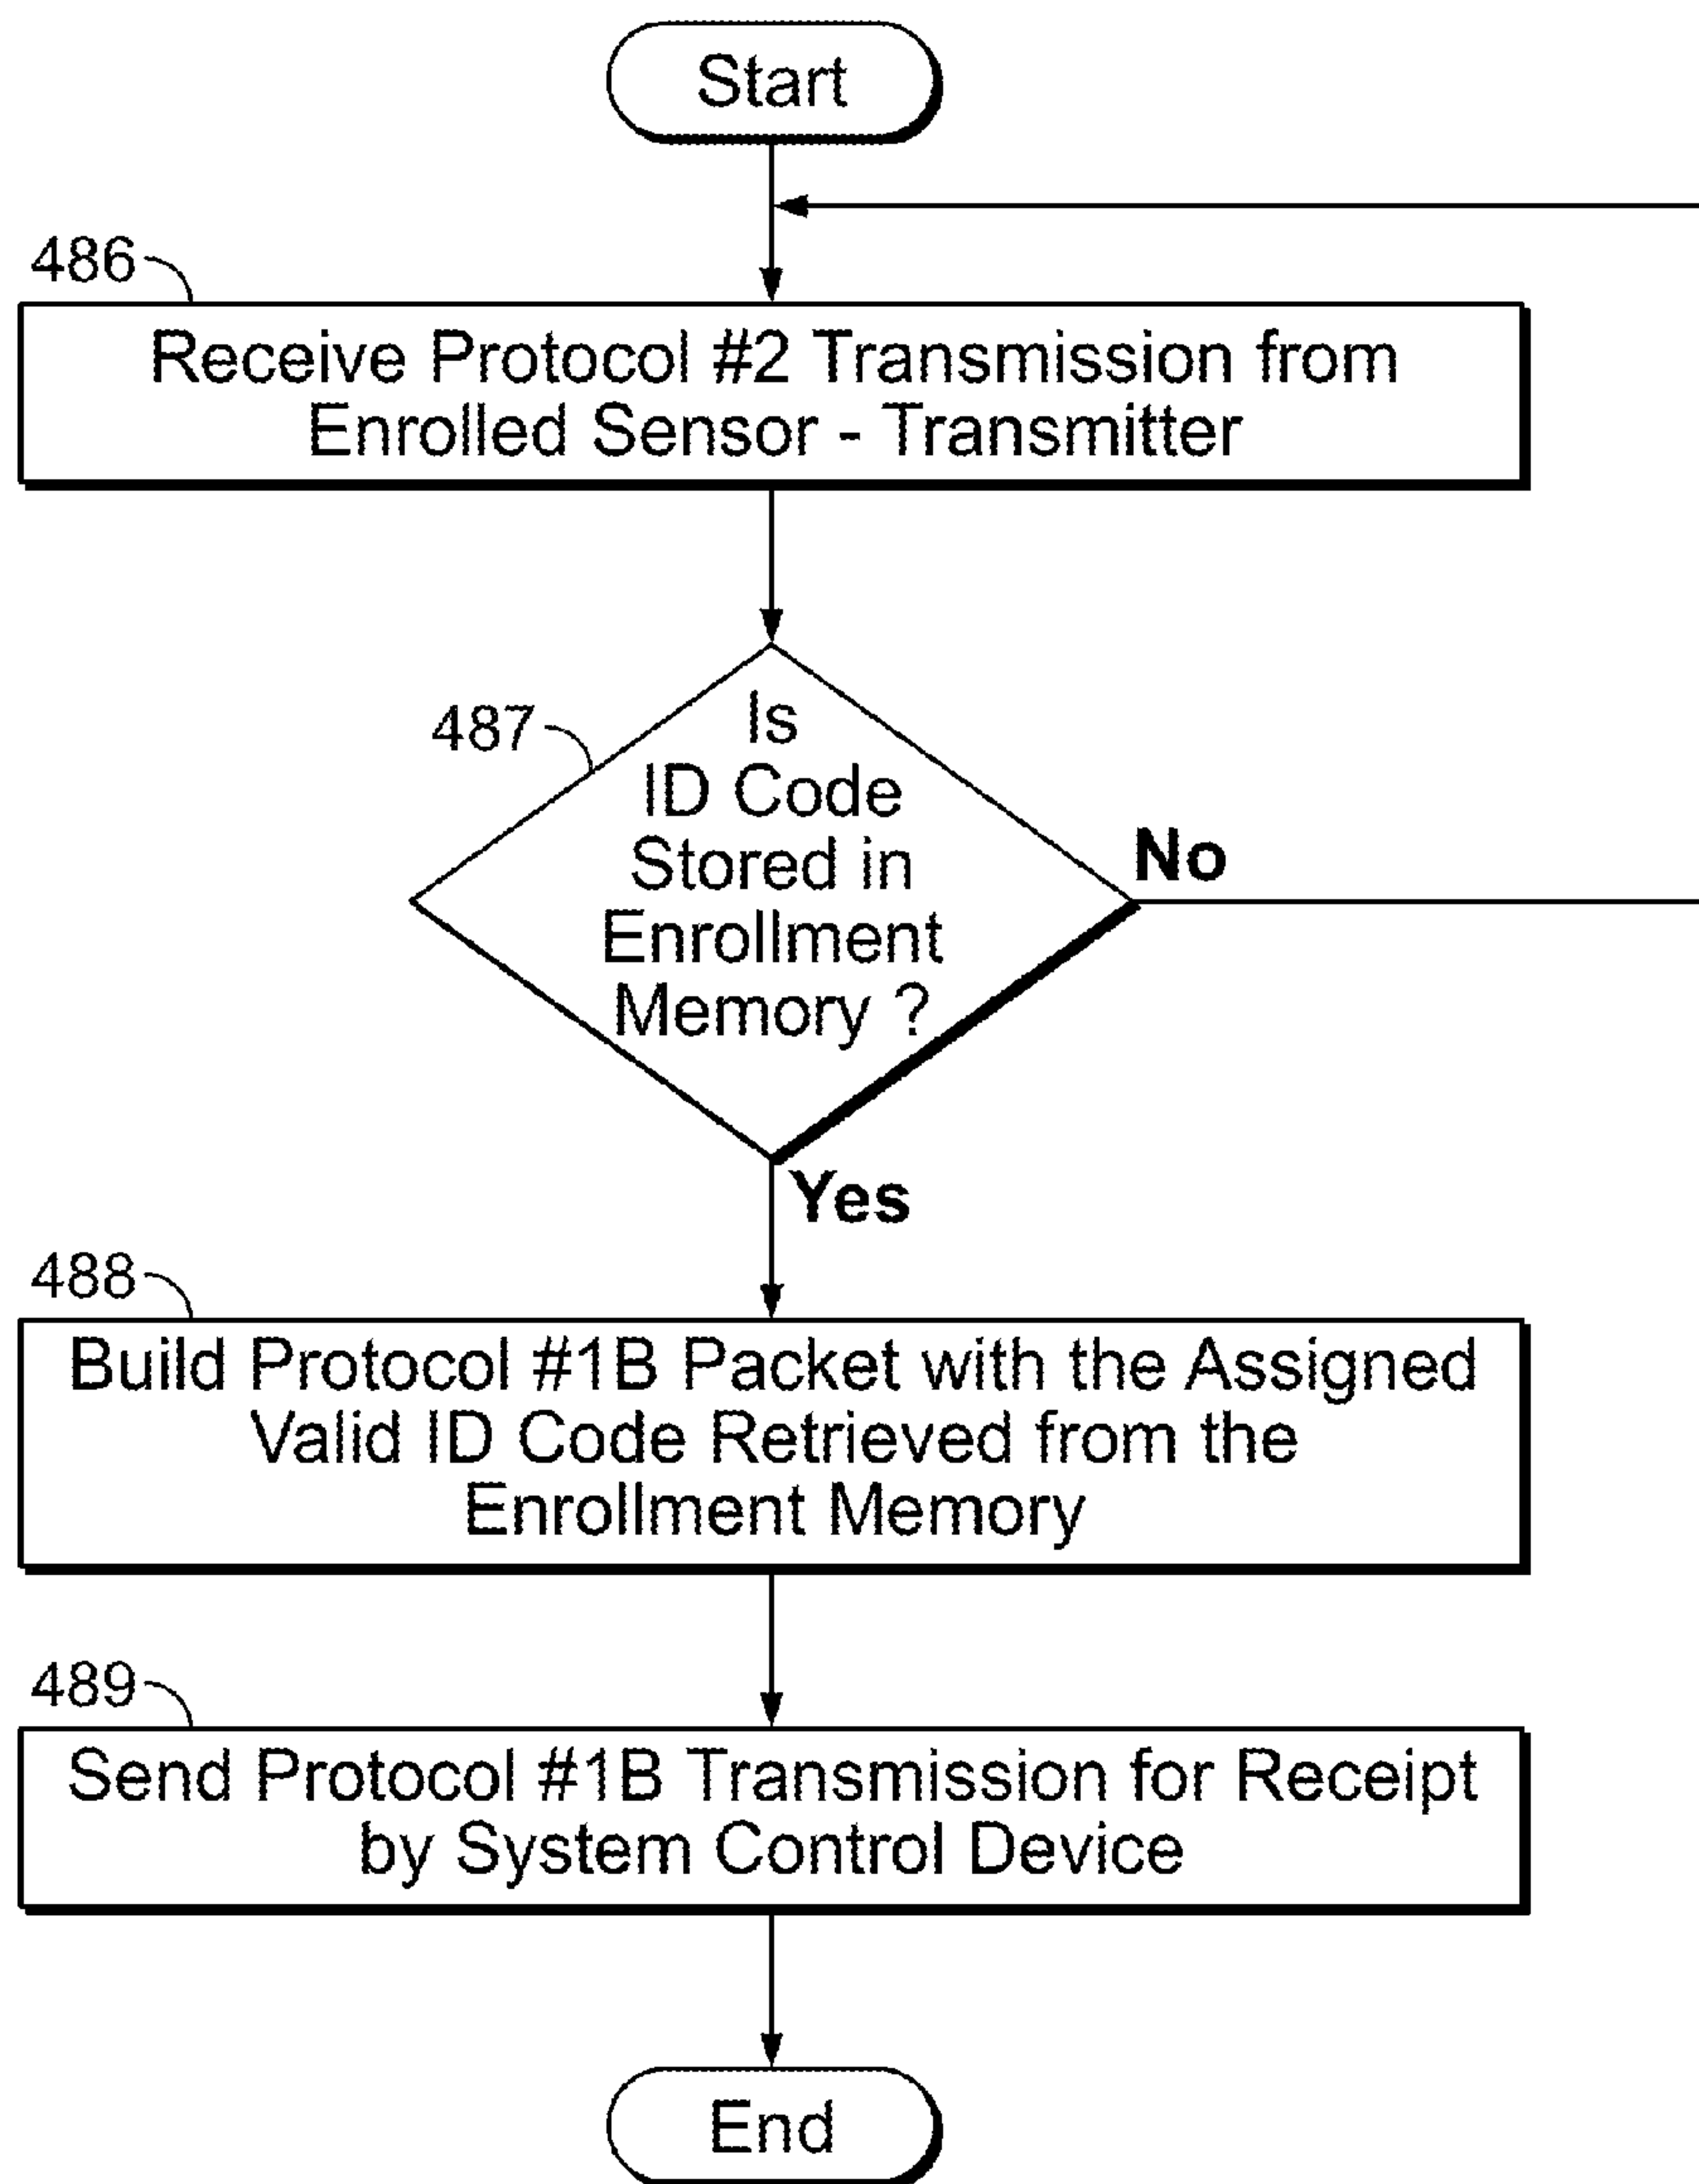 Start
486
Receive Protocol #2 Transmission from
Enrolled Sensor - Transmitter
487
Is
ID Code
Stored in
Enrollment
Memory ?
No
Yes
488
Build Protocol #1B Packet with the Assigned
Valid ID Code Retrieved from the
Enrollment Memory
489
Send Protocol #1B Transmission for Receipt
by System Control Device
End